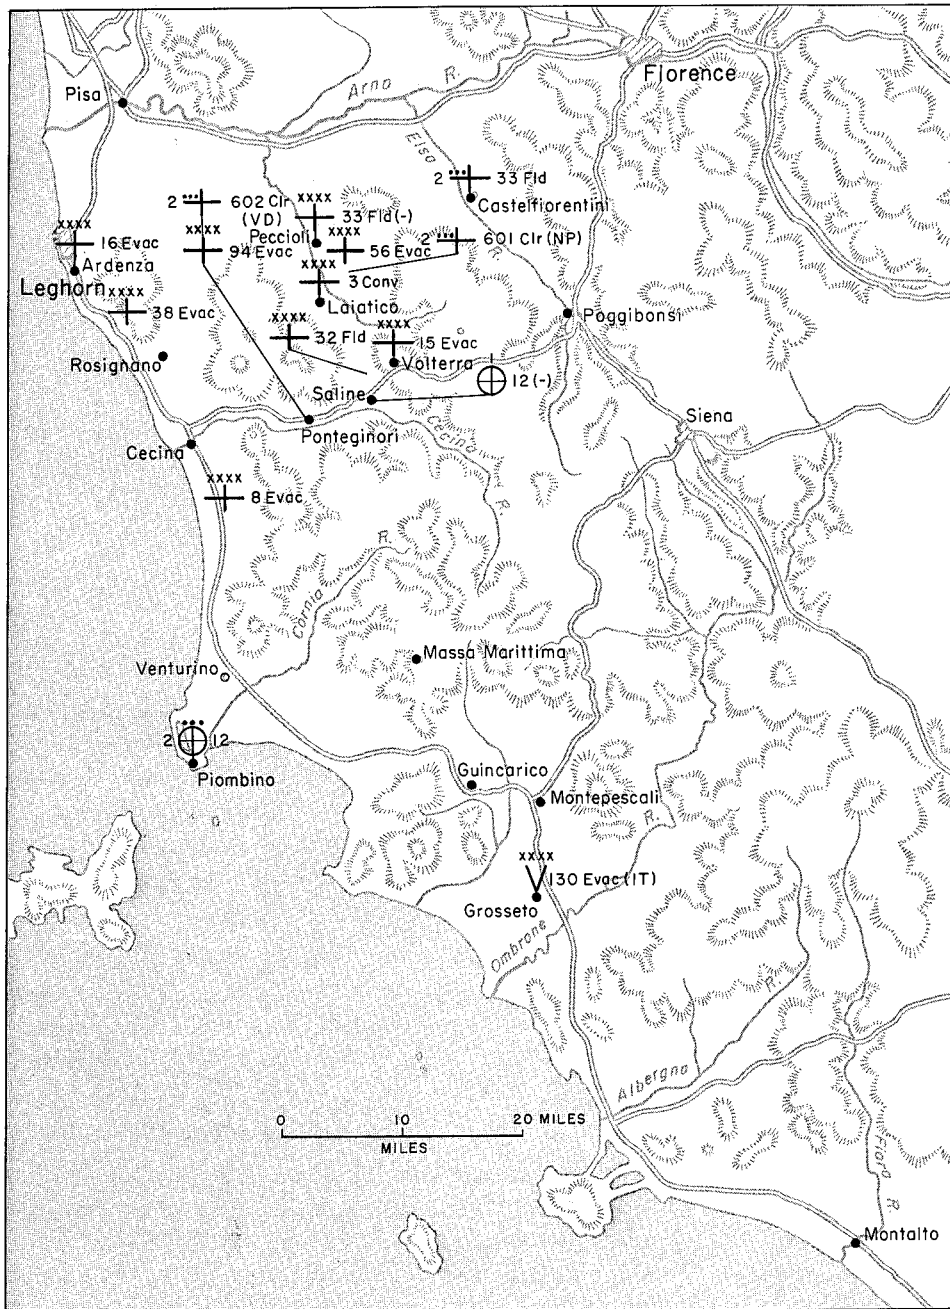 Florence
Pisa
Arno R.
Elsa R.
2 33 Fld
Castelfiorentini
2 602 Clr
(VD)
xxxx
33 Fld (-)
Peccioli
2 601 Clr (NP)
xxxx
94 Evac
xxxx
56 Evac
xxxx
16 Evac
Ardenza
Leghorn
xxxx
3 Conv
Laiatico
xxxx
38 Evac
xxxx
32 Fld
xxxx
15 Evac
Volterra
Poggibonsi
Rosignano
12 (-)
Saline
Siena
Ponteginori
Cecina R.
Cecina
xxxx
8 Evac
Cornia R.
Massa Marittima
Venturino
2 12
Piombino
Guincarico
Montepescali
xxxx
130 Evac (IT)
Grosseto
Ombrone R.
Albergna R.
0 10 20 MILES
MILES
Fiora R.
Montalto